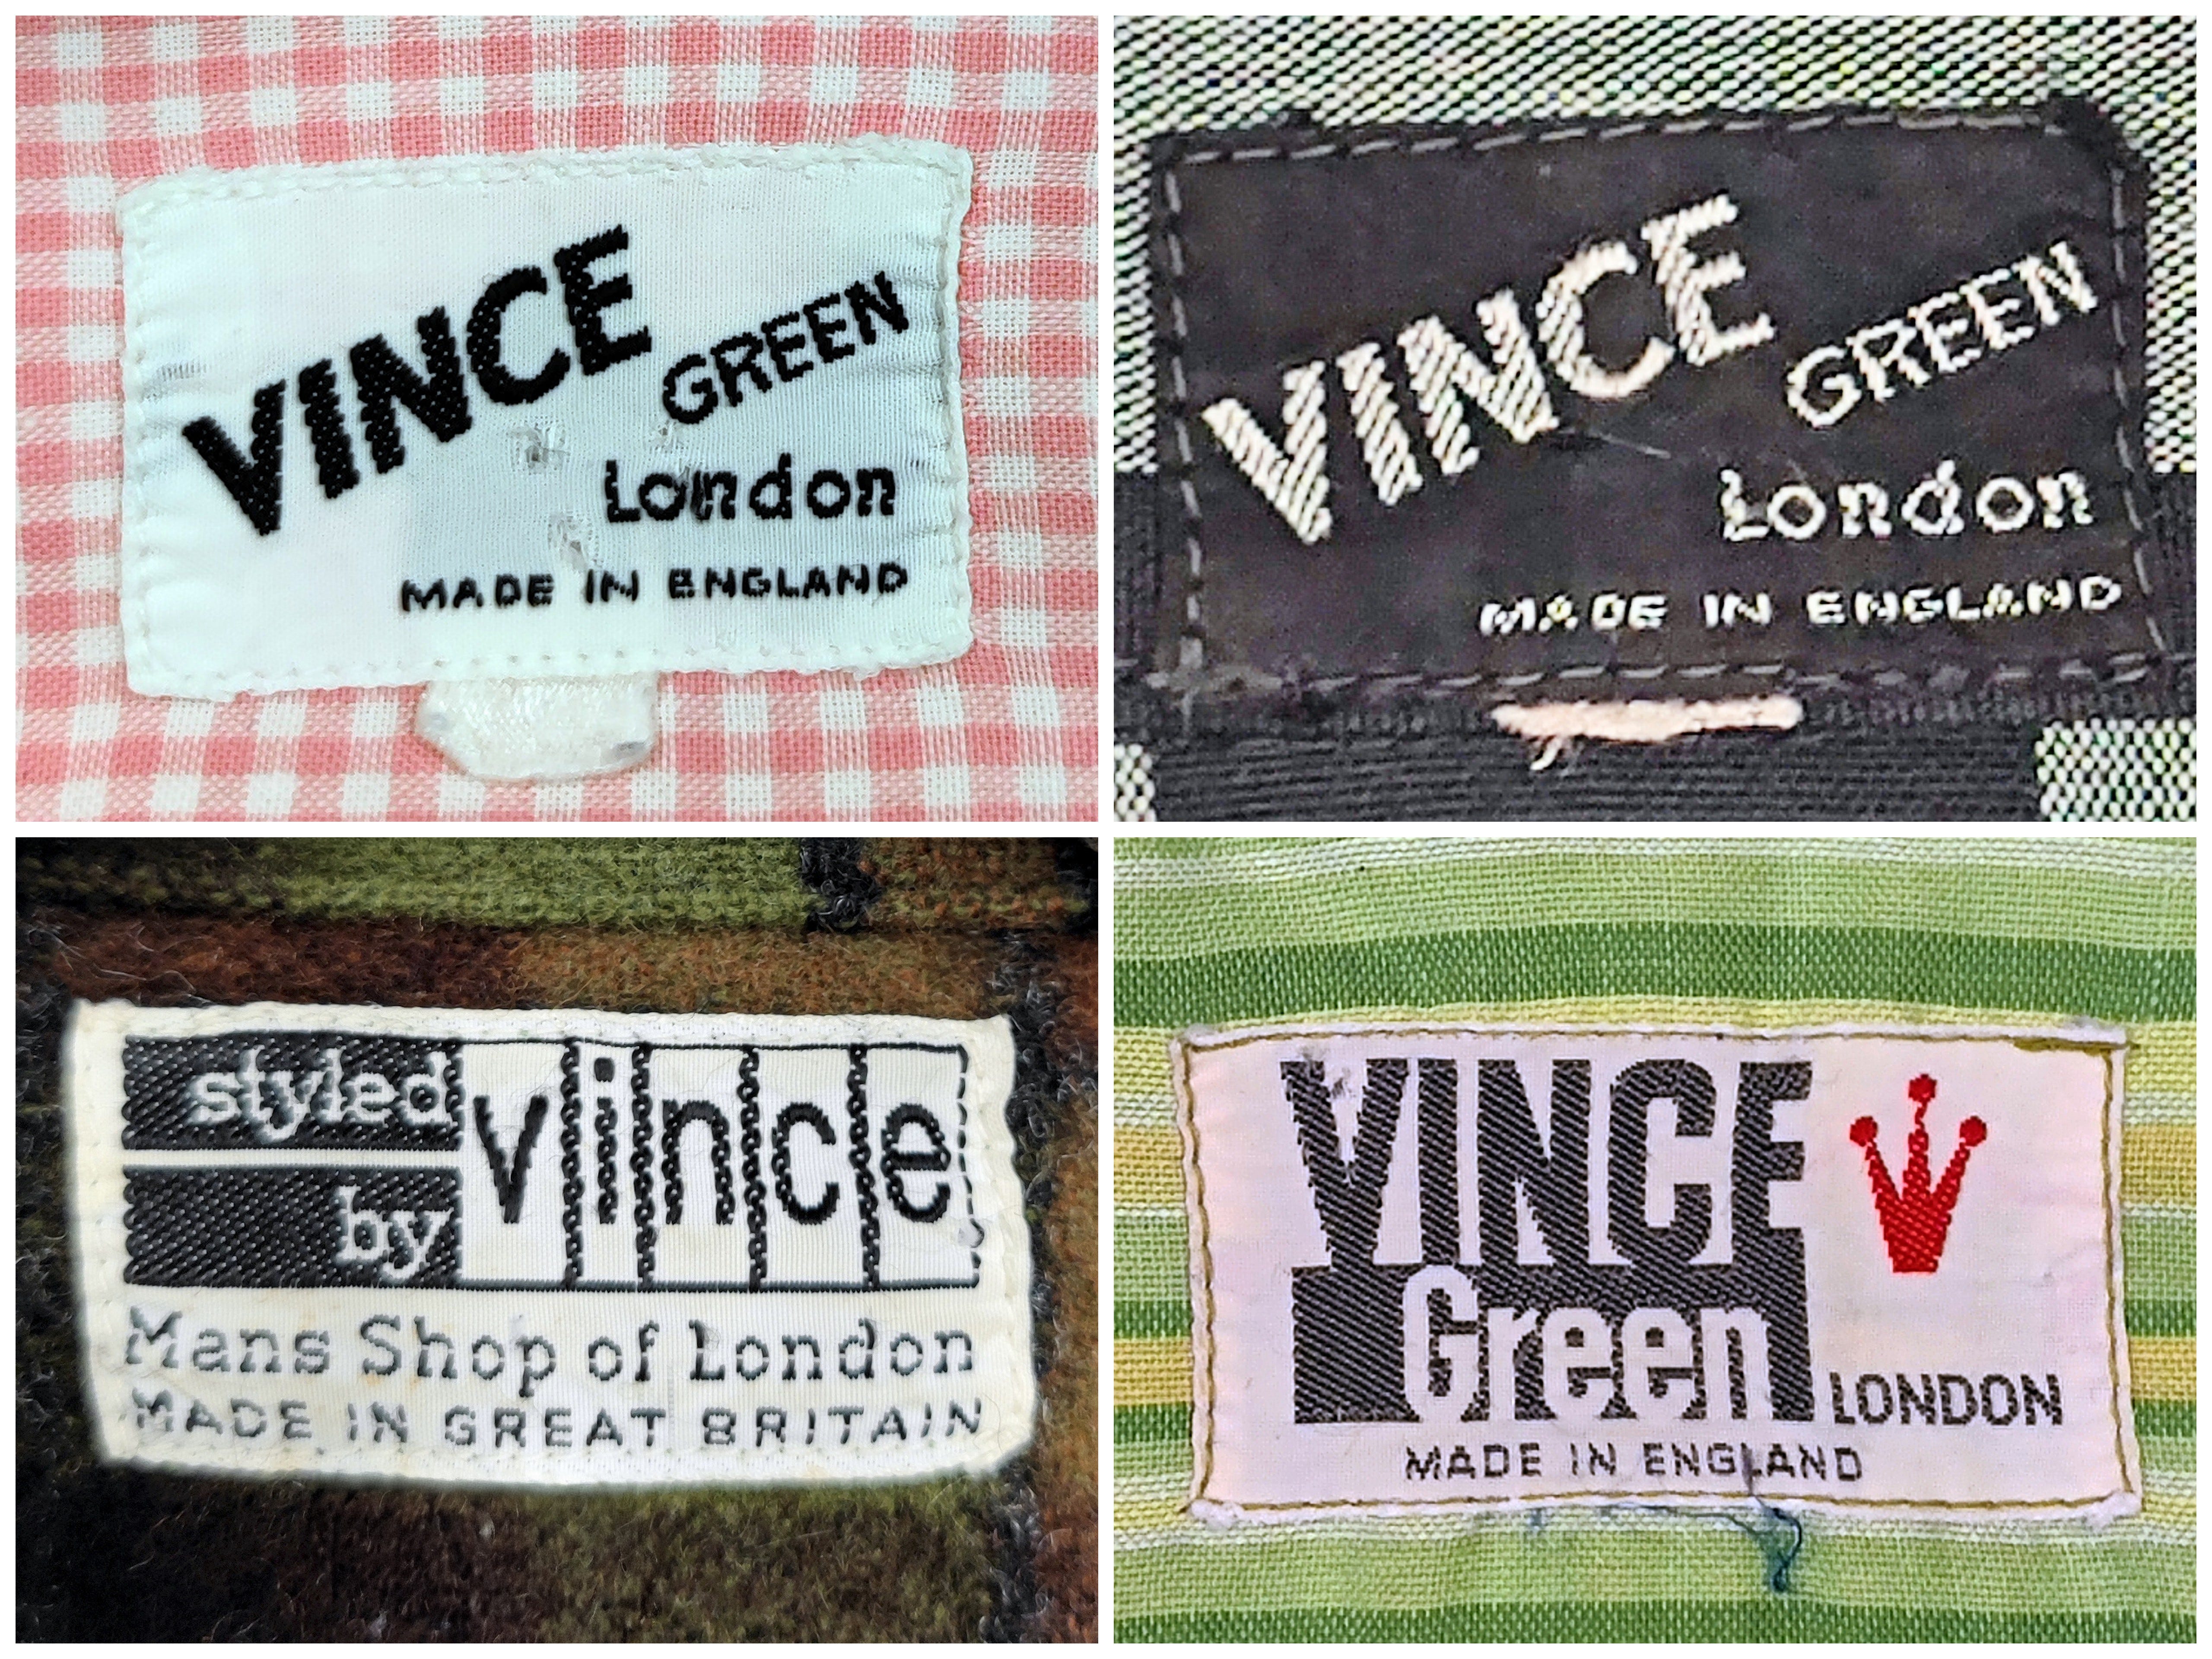 VINCE GREEN
London
MADE IN ENGLAND
VINCE GREEN
London
MADE IN ENGLAND
styled by vince
Mans Shop of London
MADE IN GREAT BRITAIN
VINCE
Green LONDON
MADE IN ENGLAND